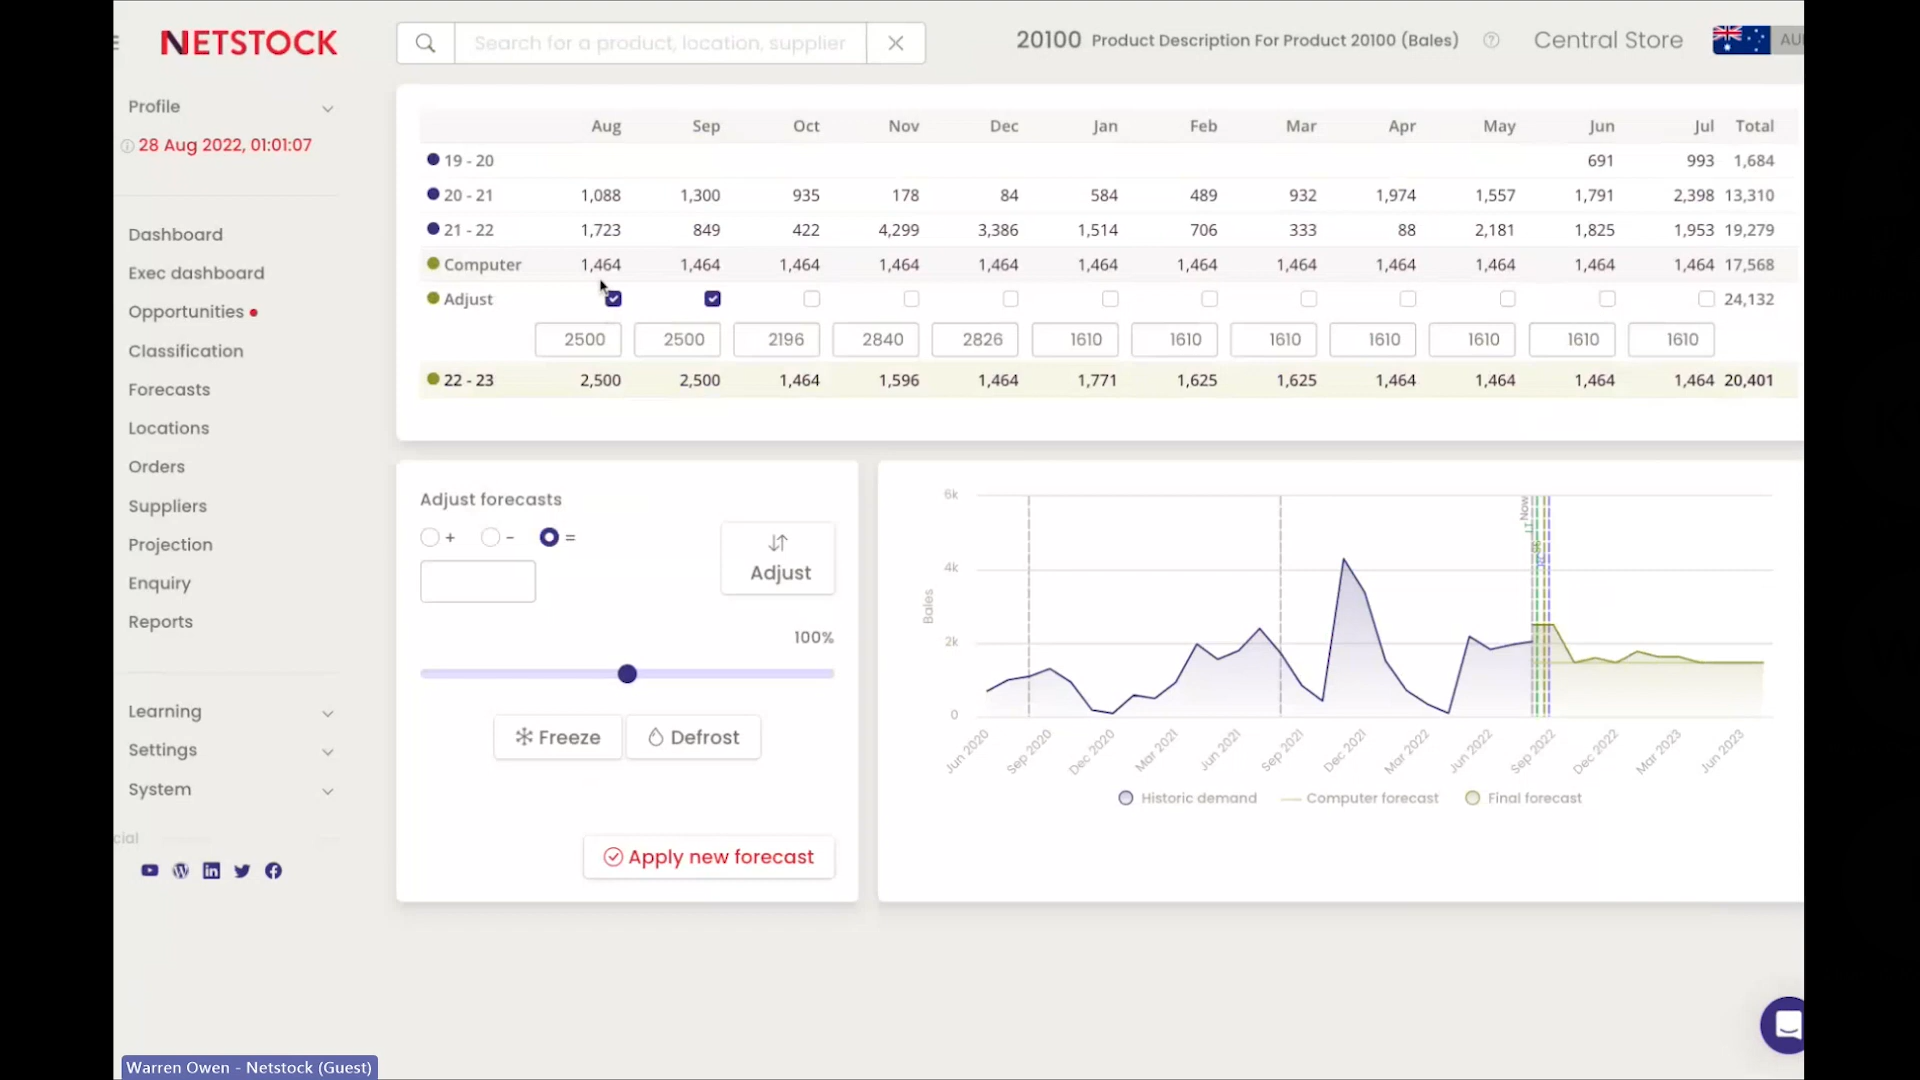 NETSTOCK
Search for a product, location, supplier
20100 Product Description For Product 20100 (Bales)
Central Store
AU
Profile
28 Aug 2022, 01:01:07
Dashboard
Exec dashboard
Opportunities
Classification
Forecasts
Locations
Orders
Suppliers
Projection
Enquiry
Reports
Learning
Settings
System
cial
Aug Sep Oct Nov Dec Jan Feb Mar Apr May Jun Jul Total
19 - 20 691 993 1,684
20 - 21 1,088 1,300 935 178 84 584 489 932 1,974 1,557 1,791 2,398 13,310
21 - 22 1,723 849 422 4,299 3,386 1,514 706 333 88 2,181 1,825 1,953 19,279
Computer 1,464 1,464 1,464 1,464 1,464 1,464 1,464 1,464 1,464 1,464 1,464 1,464 17,568
Adjust 24,132
2500 2500 2196 2840 2826 1610 1610 1610 1610 1610 1610 1610
22 - 23 2,500 2,500 1,464 1,596 1,464 1,771 1,625 1,625 1,464 1,464 1,464 1,464 20,401
Adjust forecasts
+ - =
Adjust
100%
Freeze Defrost
Apply new forecast
6k
4k
2k
0
Bales
Now
Jun 2020 Sep 2020 Dec 2020 Mar 2021 Jun 2021 Sep 2021 Dec 2021 Mar 2022 Jun 2022 Sep 2022 Dec 2022 Mar 2023 Jun 2023
Historic demand Computer forecast Final forecast
Warren Owen - Netstock (Guest)